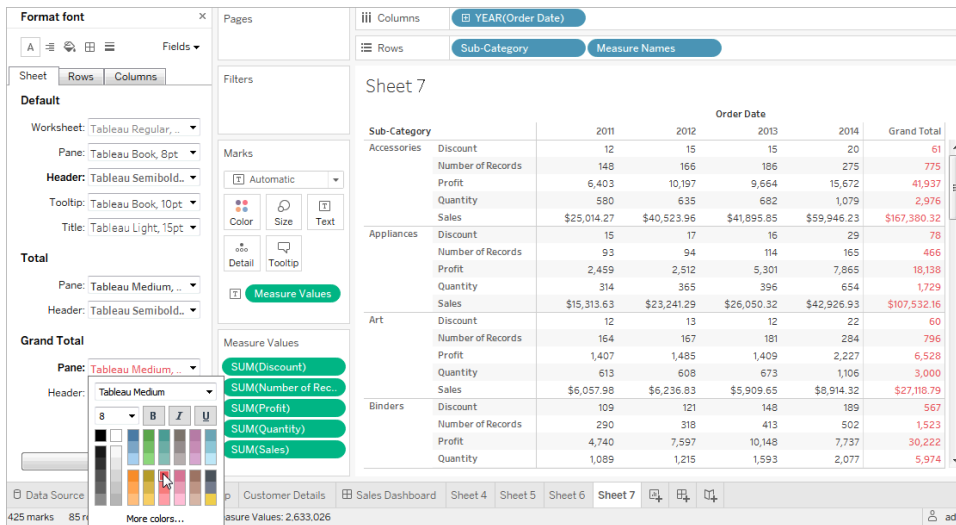 Format font ×
A
Fields
Sheet Rows Columns
Default
Worksheet: Tableau Regular, ..
Pane: Tableau Book, 8pt
Header: Tableau Semibold..
Tooltip: Tableau Book, 10pt
Title: Tableau Light, 15pt
Total
Pane: Tableau Medium, ..
Header: Tableau Semibold..
Grand Total
Pane: Tableau Medium, ..
Header:
Tableau Medium
8 B I U
More colors...
Pages
Filters
Marks
T Automatic
Color Size Text
Detail Tooltip
T Measure Values
Measure Values
SUM(Discount)
SUM(Number of Rec..
SUM(Profit)
SUM(Quantity)
SUM(Sales)
iii Columns YEAR(Order Date)
Rows Sub-Category Measure Names
Sheet 7
Order Date
Sub-Category 2011 2012 2013 2014 Grand Total
Accessories Discount 12 15 15 20 61
Number of Records 148 166 186 275 775
Profit 6,403 10,197 9,664 15,672 41,937
Quantity 580 635 682 1,079 2,976
Sales $25,014.27 $40,523.96 $41,895.85 $59,946.23 $167,380.32
Appliances Discount 15 17 16 29 78
Number of Records 93 94 114 165 466
Profit 2,459 2,512 5,301 7,865 18,138
Quantity 314 365 396 654 1,729
Sales $15,313.63 $23,241.29 $26,050.32 $42,926.93 $107,532.16
Art Discount 12 13 12 22 60
Number of Records 164 167 181 284 796
Profit 1,407 1,485 1,409 2,227 6,528
Quantity 613 608 673 1,106 3,000
Sales $6,057.98 $6,236.83 $5,909.65 $8,914.32 $27,118.79
Binders Discount 109 121 148 189 567
Number of Records 290 318 413 502 1,523
Profit 4,740 7,597 10,148 7,737 30,222
Quantity 1,089 1,215 1,593 2,077 5,974
Data Source p Customer Details Sales Dashboard Sheet 4 Sheet 5 Sheet 6 Sheet 7
425 marks 85 r easure Values: 2,633,026 ad